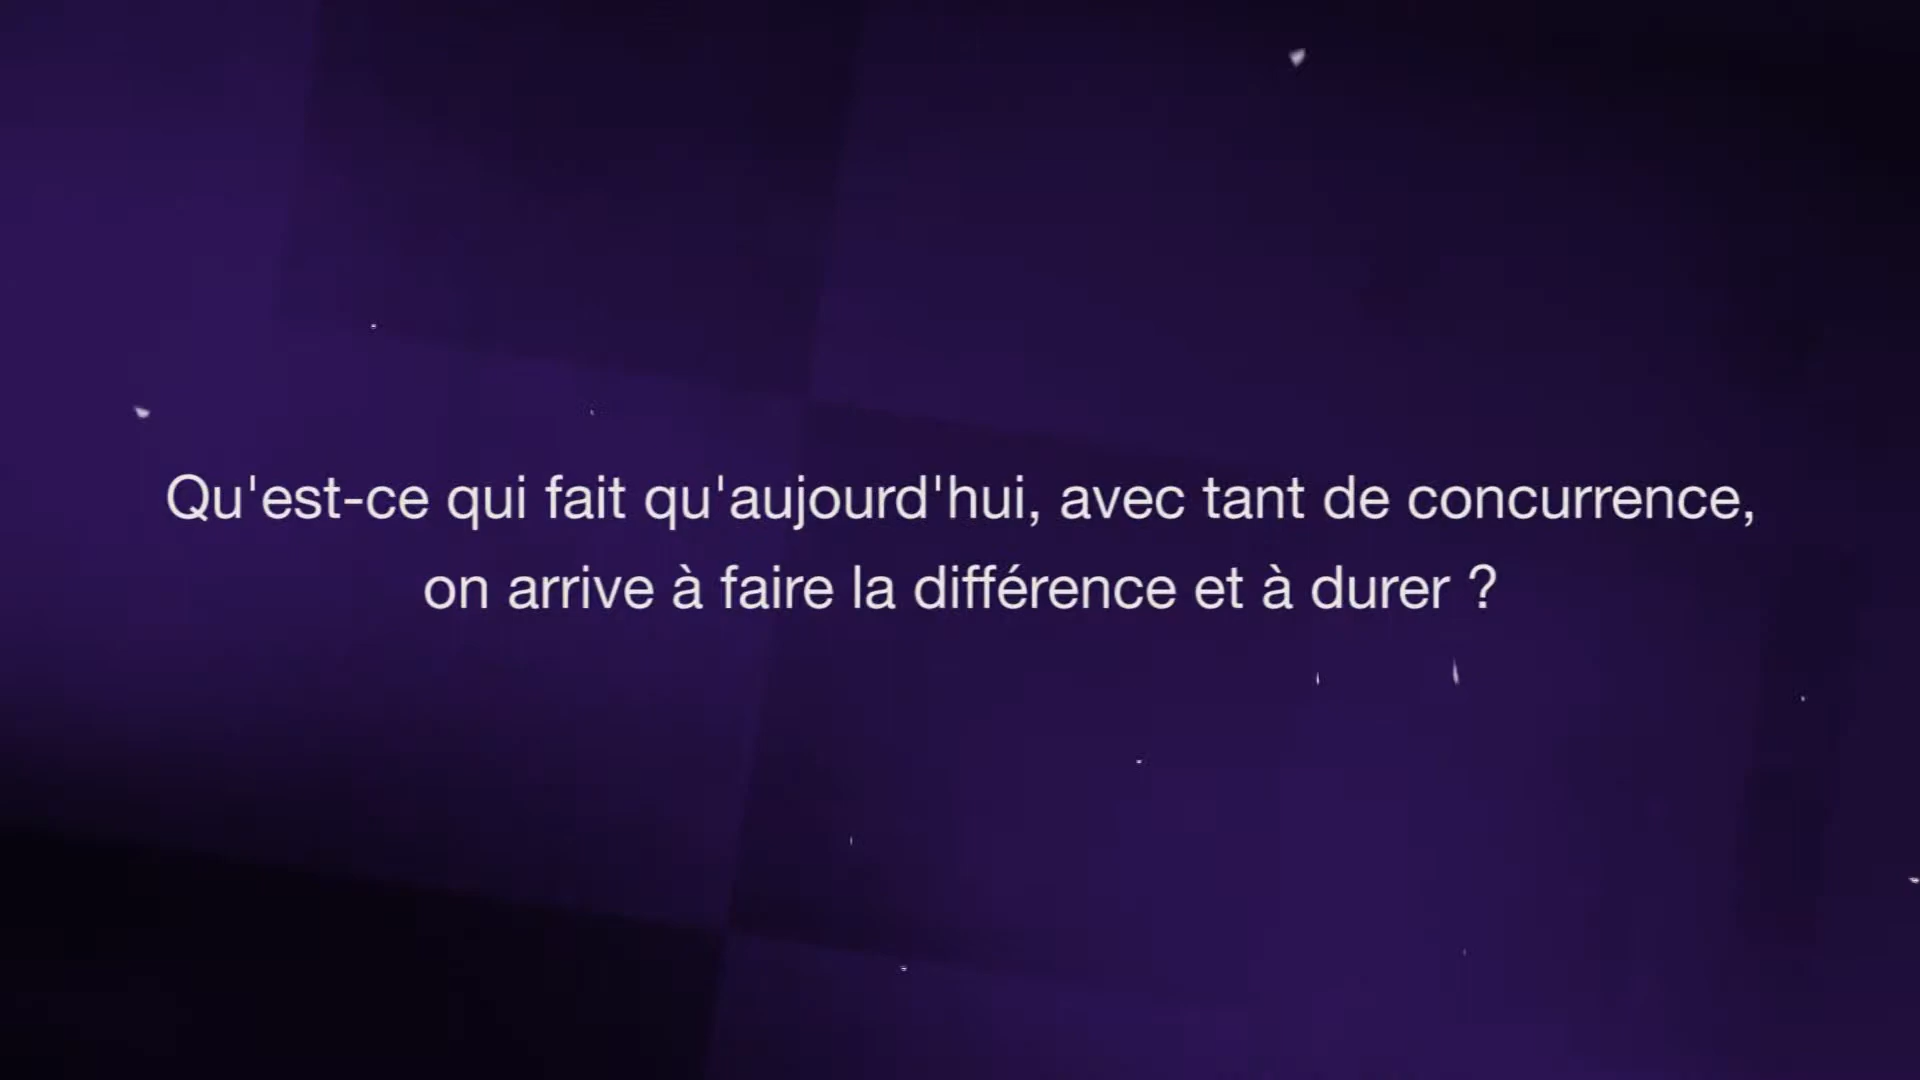 Qu'est-ce qui fait qu'aujourd'hui, avec tant de concurrence,
on arrive à faire la différence et à durer ?